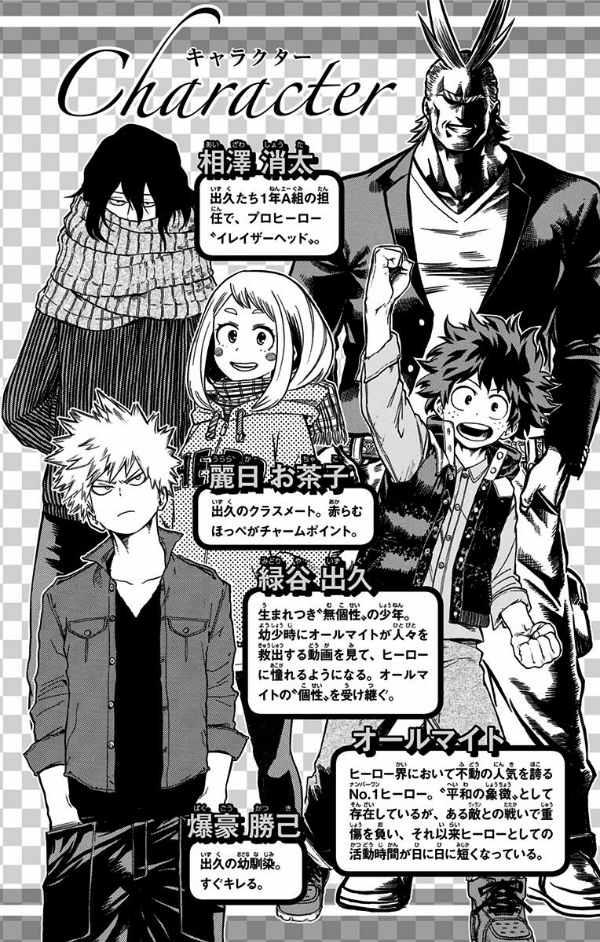 キャラクター
Character
相澤 消太
出久たち1年A組の担
任で、プロヒーロー
〝イレイザーヘッド〟。
麗日 お茶子
出久のクラスメート。赤らむ
ほっぺがチャームポイント。
緑谷 出久
生まれつき〝無個性〟の少年。
幼少時にオールマイトが人々を
救出する動画を見て、ヒーロー
に憧れるようになる。オールマ
イトの〝個性〟を受け継ぐ。
オールマイト
ヒーロー界において不動の人気を誇る
No.1ヒーロー。〝平和の象徴〟として
存在しているが、ある敵との戦いで重
傷を負い、それ以来ヒーローとしての
活動時間が日に日に短くなっている。
爆豪 勝己
出久の幼馴染。
すぐキレる。